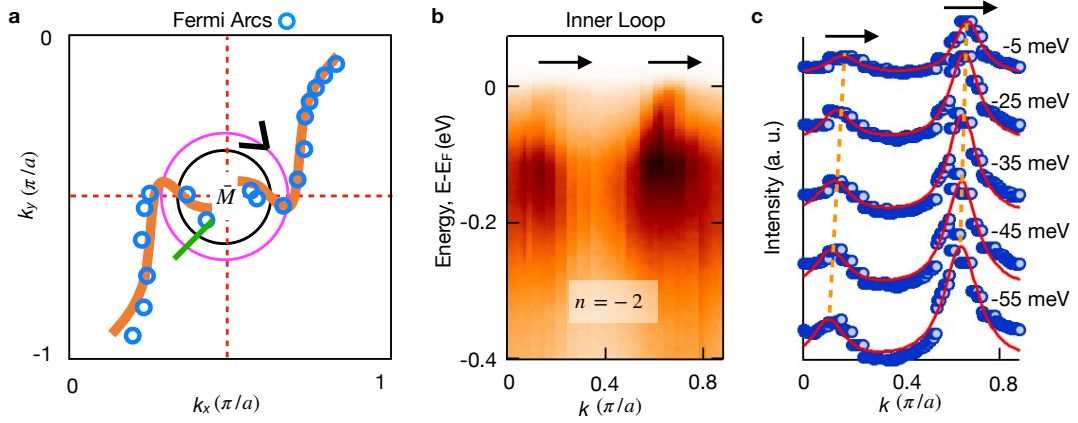 a
Fermi Arcs
0
-1
k_y (π/a)
M̄
0
1
k_x (π/a)
b
Inner Loop
0
-0.2
-0.4
Energy, E-E_F (eV)
n = − 2
0
0.4
0.8
k (π/a)
c
Intensity (a. u.)
-5 meV
-25 meV
-35 meV
-45 meV
-55 meV
0
0.4
0.8
k (π/a)